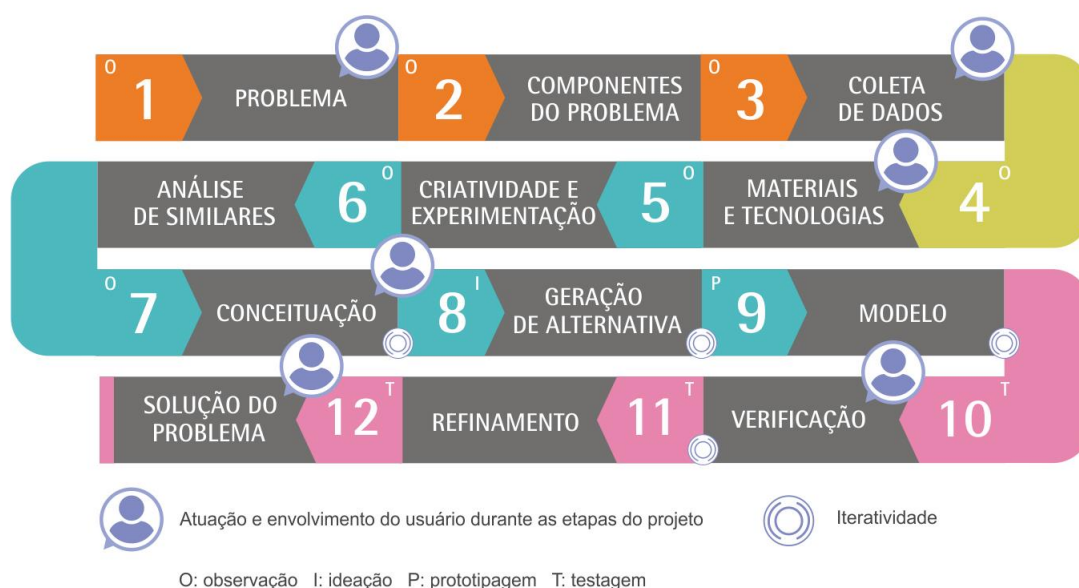 O
1
PROBLEMA
O
2
COMPONENTES
DO PROBLEMA
O
3
COLETA
DE DADOS
O
4
MATERIAIS
E TECNOLOGIAS
O
5
CRIATIVIDADE E
EXPERIMENTAÇÃO
O
6
ANÁLISE
DE SIMILARES
O
7
CONCEITUAÇÃO
I
8
GERAÇÃO
DE ALTERNATIVA
P
9
MODELO
T
10
VERIFICAÇÃO
T
11
REFINAMENTO
T
12
SOLUÇÃO DO
PROBLEMA
Atuação e envolvimento do usuário durante as etapas do projeto
Iteratividade
O: observação I: ideação P: prototipagem T: testagem